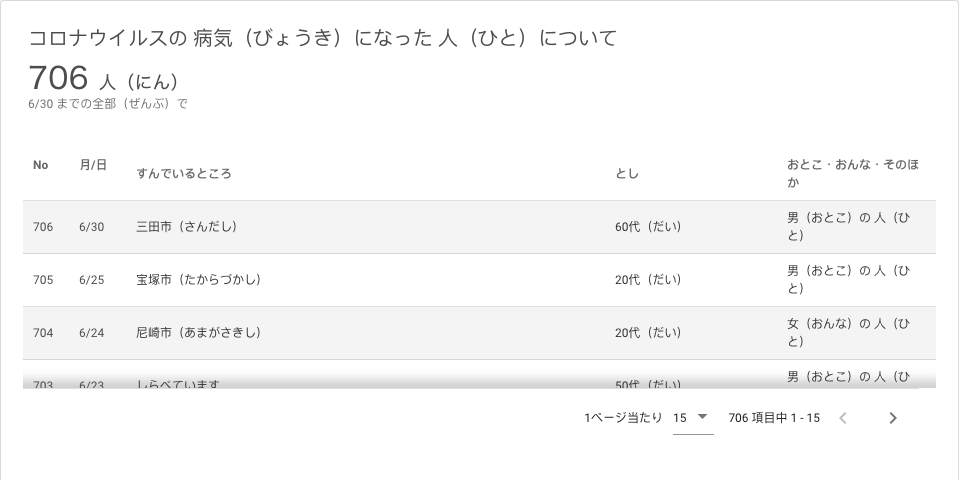 コロナウイルスの 病気（びょうき）になった 人（ひと）について
706 人（にん）
6/30 までの全部（ぜんぶ）で
No 月/日 すんでいるところ とし おとこ・おんな・そのほ
か
706 6/30 三田市（さんだし） 60代（だい） 男（おとこ）の 人（ひ
と）
705 6/25 宝塚市（たからづかし） 20代（だい） 男（おとこ）の 人（ひ
と）
704 6/24 尼崎市（あまがさきし） 20代（だい） 女（おんな）の 人（ひ
と）
703 6/23 しらべています 50代（だい） 男（おとこ）の 人（ひ
1ページ当たり 15 706 項目中 1 - 15